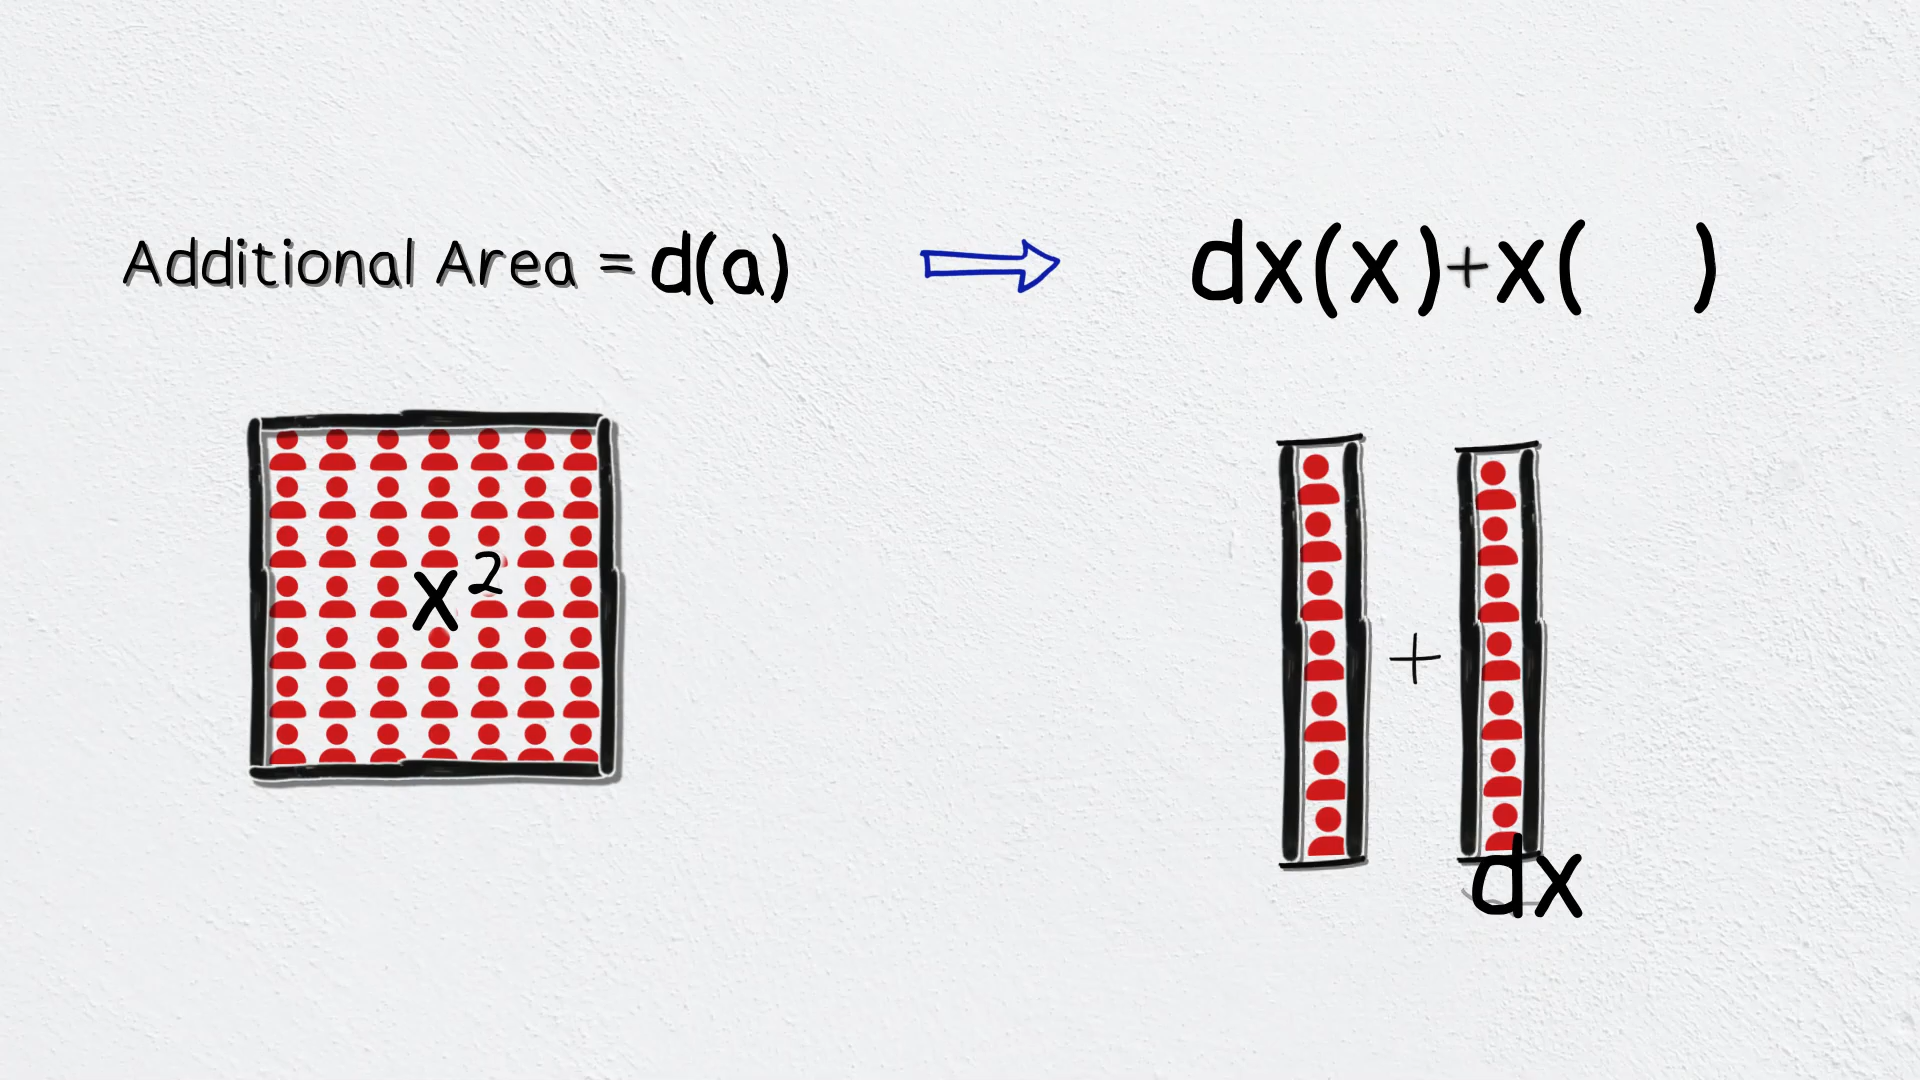 Additional Area = d(a)
dx(x)+x( )
x²
+
dx